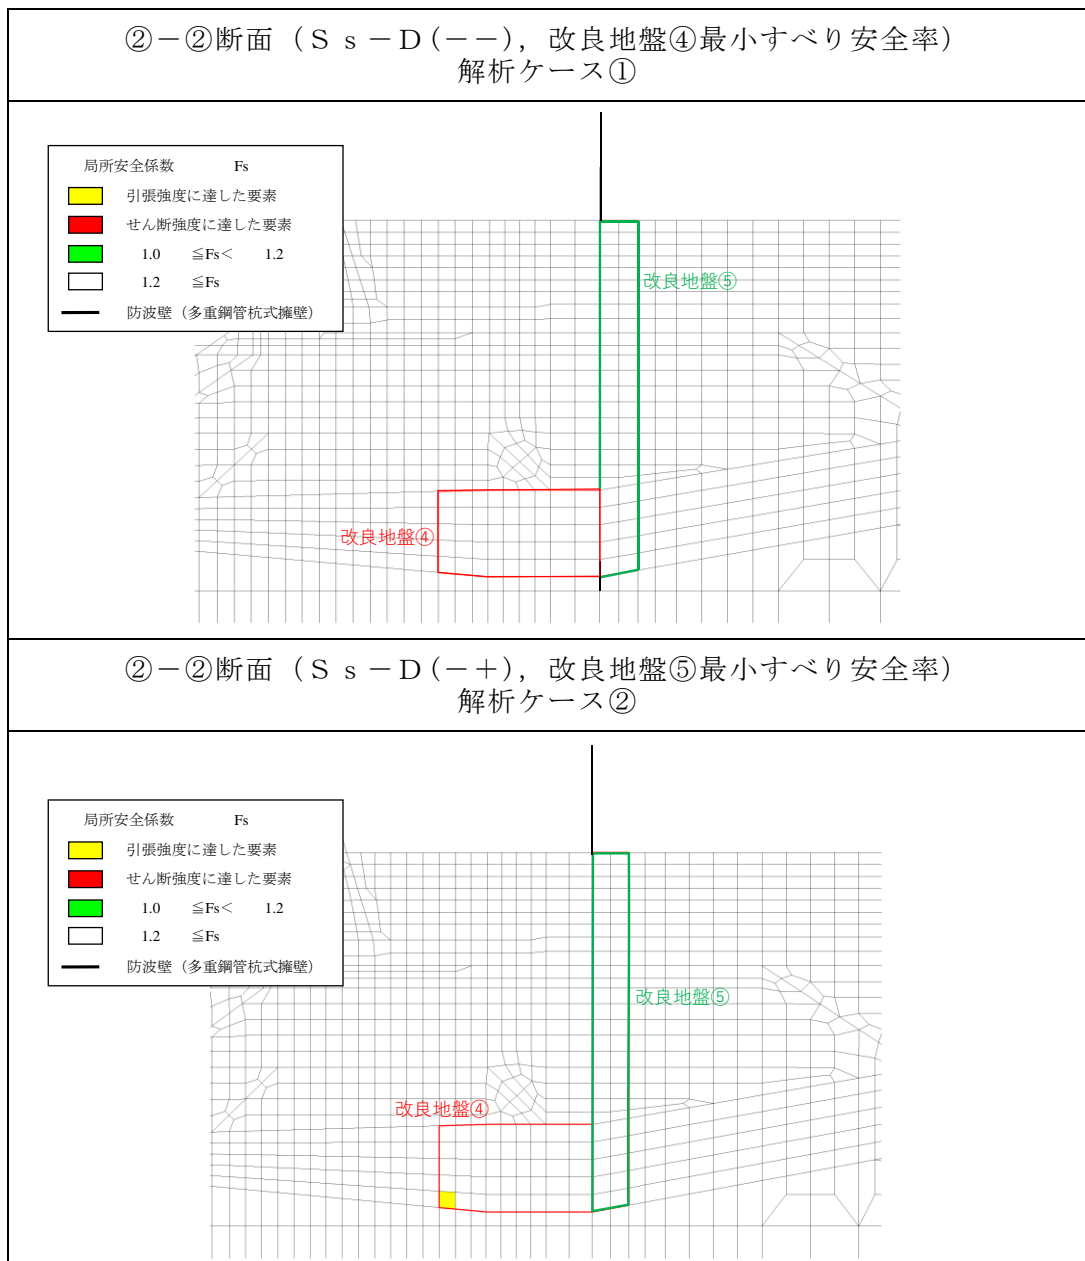 ②－②断面（Ｓｓ－Ｄ(－－)，改良地盤④最小すべり安全率）
解析ケース①
局所安全係数 Fs
引張強度に達した要素
せん断強度に達した要素
1.0 ≦Fs＜ 1.2
1.2 ≦Fs
防波壁（多重鋼管杭式擁壁）
改良地盤⑤
改良地盤④
②－②断面（Ｓｓ－Ｄ(－＋)，改良地盤⑤最小すべり安全率）
解析ケース②
局所安全係数 Fs
引張強度に達した要素
せん断強度に達した要素
1.0 ≦Fs＜ 1.2
1.2 ≦Fs
防波壁（多重鋼管杭式擁壁）
改良地盤⑤
改良地盤④